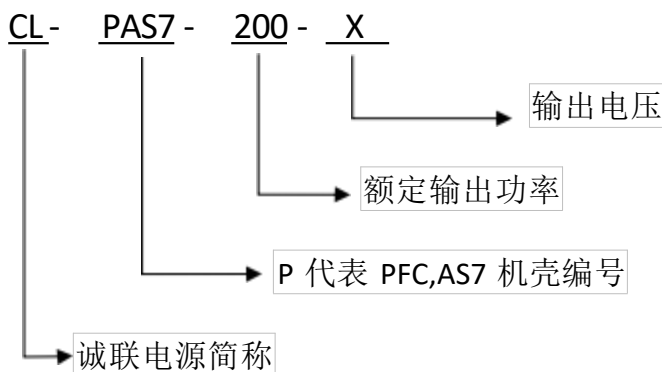 CL- PAS7 - 200 - X
输出电压
额定输出功率
P 代表 PFC,AS7 机壳编号
诚联电源简称